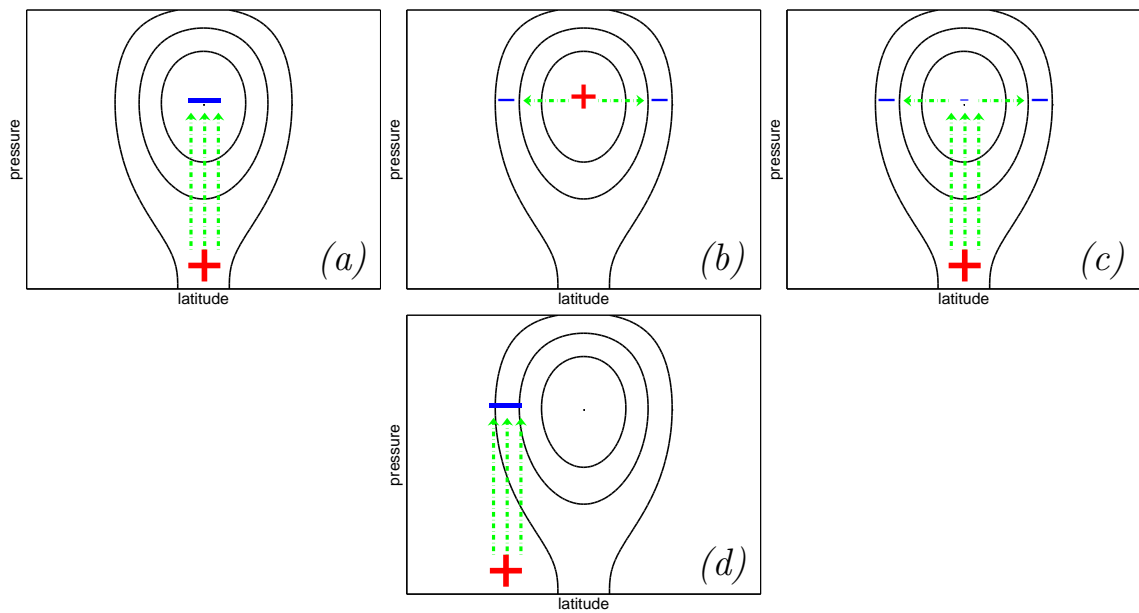 pressure
(a)
latitude
pressure
(b)
latitude
pressure
(c)
latitude
pressure
(d)
latitude